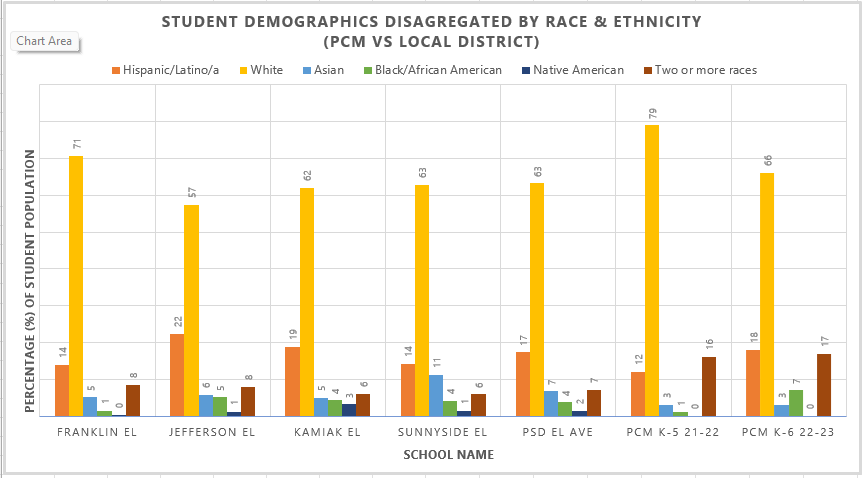 STUDENT DEMOGRAPHICS DISAGREGATED BY RACE & ETHNICITY
(PCM VS LOCAL DISTRICT)
Chart Area
Hispanic/Latino/a White Asian Black/African American Native American Two or more races
PERCENTAGE (%) OF STUDENT POPULATION
14 71 5 1 0 8
22 57 6 5 1 8
19 62 5 4 3 6
14 63 11 4 1 6
17 63 7 4 2 7
12 79 3 1 0 16
18 66 3 7 0 17
FRANKLIN EL JEFFERSON EL KAMIAK EL SUNNYSIDE EL PSD EL AVE PCM K-5 21-22 PCM K-6 22-23
SCHOOL NAME